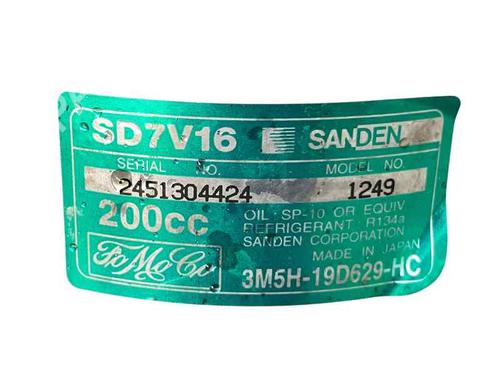 SD7V16 SANDEN
SERIAL NO. MODEL NO.
2451304424 1249
200cc OIL SP-10 OR EQUIV
REFRIGERANT R134a
SANDEN CORPORATION
MADE IN JAPAN
FoMoCo 3M5H-19D629-HC